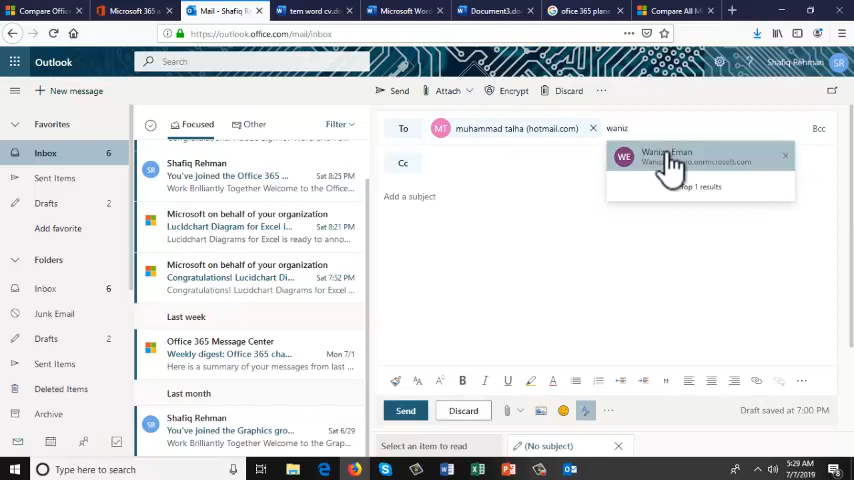 Compare Office
Microsoft 365 a
Mail - Shafiq R
tem word cv.d
Microsoft Wor
Document3.do
ofice 365 plans
Compare All M
https://outlook.office.com/mail/inbox
Outlook
Search
Shafiq Rehman
SR
New message
Send
Attach
Encrypt
Discard
Favorites
Inbox 6
Sent Items
Drafts 2
Add favorite
Folders
Inbox 6
Junk Email
Drafts 2
Sent Items
Deleted Items
Archive
Focused
Other
Filter
SR
Shafiq Rehman
You've joined the Office 365 ... Sat 8:25 PM
Work Brilliantly Together Welcome to the Office...
Microsoft on behalf of your organization
Lucidchart Diagram for Excel i... Sat 8:21 PM
Lucidchart Diagram for Excel is ready to anno...
Microsoft on behalf of your organization
Congratulations! Lucidchart Di... Sat 7:52 PM
Congratulations! Lucidchart Diagrams for Excel...
Last week
Office 365 Message Center
Weekly digest: Office 365 cha... Mon 7/1
Here is a summary of your messages from last ...
Last month
SR
Shafiq Rehman
You've joined the Graphics gro... Sat 6/29
Work Brilliantly Together Welcome to the Gra...
To
MT
muhammad talha (hotmail.com)
waniz
Bcc
WE
Eman
.onmicrosoft.com
Top 1 results
Cc
Add a subject
Send
Discard
Draft saved at 7:00 PM
Select an item to read
(No subject)
Type here to search
5:29 AM
7/7/2019